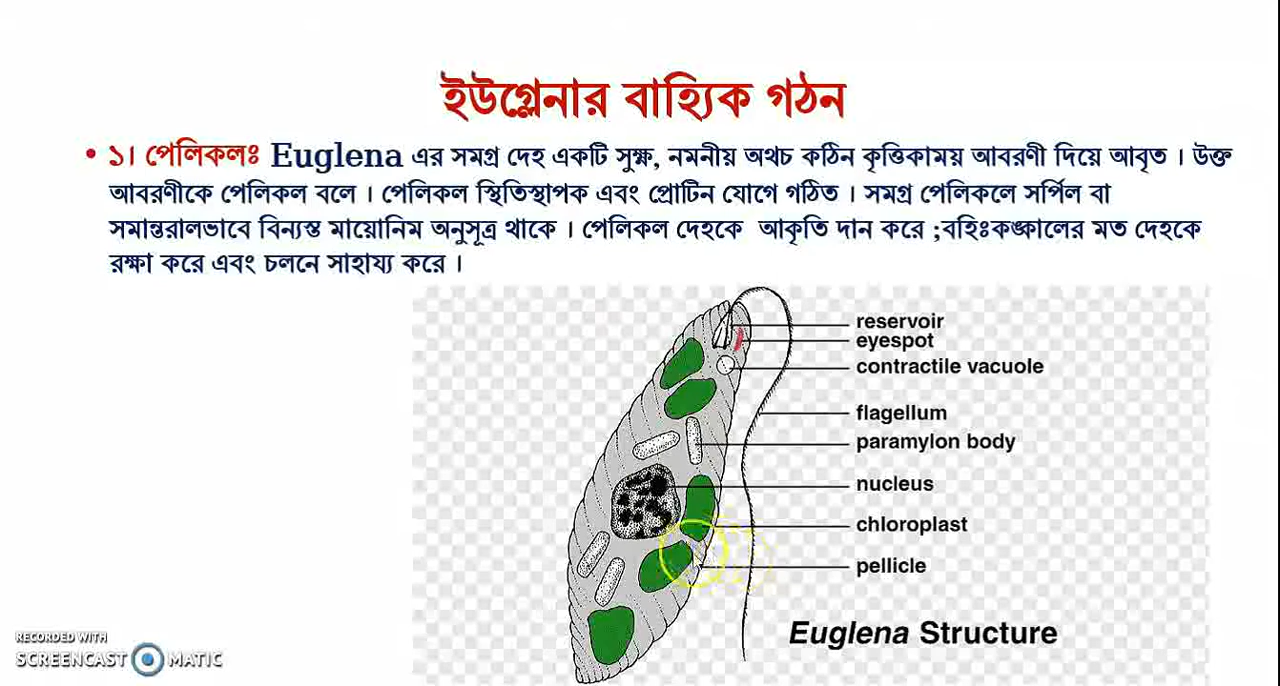 ইউগ্লেনার বাহ্যিক গঠন
• ১। পেলিকলঃ Euglena এর সমগ্র দেহ একটি সুক্ষ্ম, নমনীয় অথচ কঠিন কৃত্তিকাময় আবরণী দিয়ে আবৃত । উক্ত
আবরণীকে পেলিকল বলে । পেলিকল স্থিতিস্থাপক এবং প্রোটিন যোগে গঠিত । সমগ্র পেলিকলে সর্পিল বা
সমান্তরালভাবে বিন্যস্ত মায়োনিম অনুসূত্র থাকে । পেলিকল দেহকে আকৃতি দান করে ;বহিঃকঙ্কালের মত দেহকে
রক্ষা করে এবং চলনে সাহায্য করে ।
reservoir
eyespot
contractile vacuole
flagellum
paramylon body
nucleus
chloroplast
pellicle
Euglena Structure
RECORDED WITH
SCREENCAST MATIC